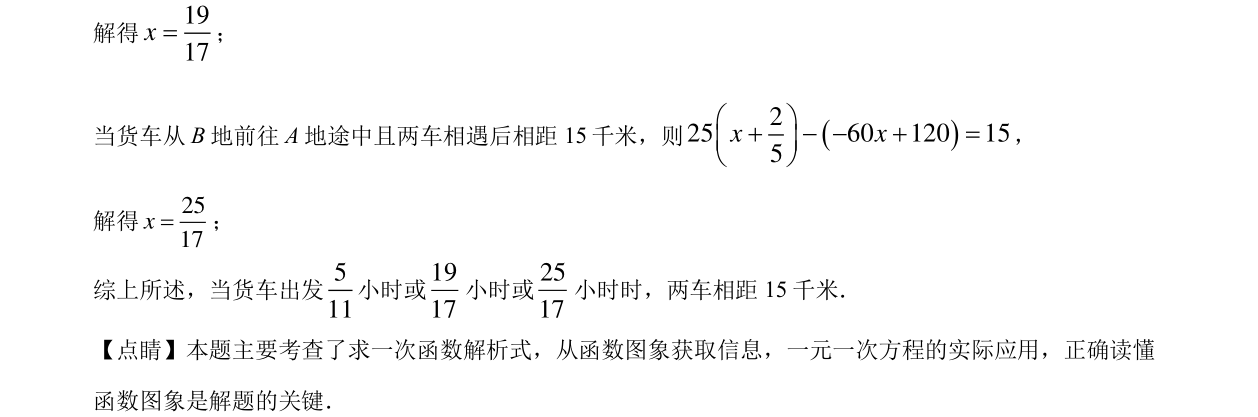 解得 x = 19/17；
当货车从 B 地前往 A 地途中且两车相遇后相距 15 千米，则 25(x + 2/5) − (−60x + 120) = 15，
解得 x = 25/17；
综上所述，当货车出发 5/11 小时或 19/17 小时或 25/17 小时时，两车相距 15 千米．
【点睛】本题主要考查了求一次函数解析式，从函数图象获取信息，一元一次方程的实际应用，正确读懂
函数图象是解题的关键．